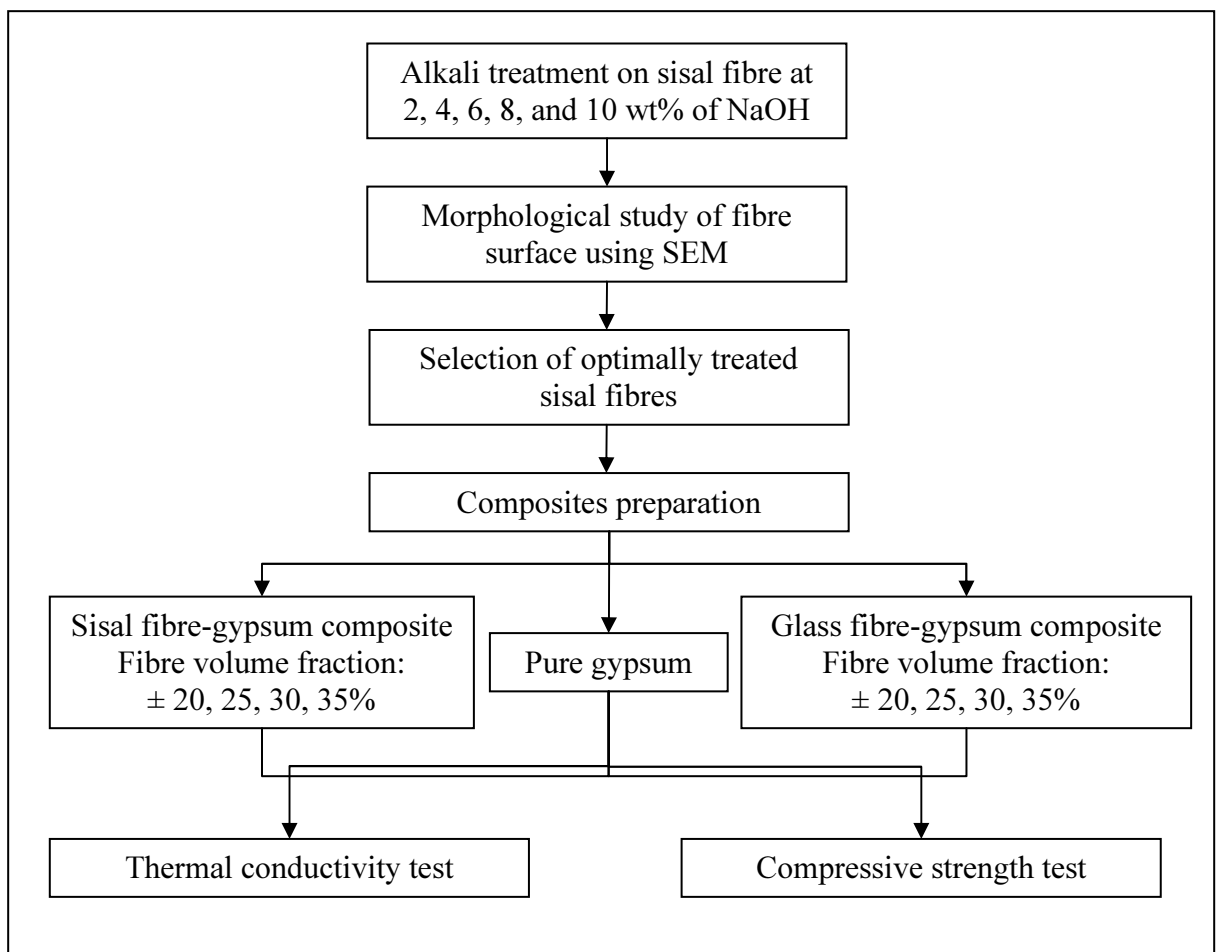 Alkali treatment on sisal fibre at
2, 4, 6, 8, and 10 wt% of NaOH
Morphological study of fibre
surface using SEM
Selection of optimally treated
sisal fibres
Composites preparation
Sisal fibre-gypsum composite
Fibre volume fraction:
± 20, 25, 30, 35%
Pure gypsum
Glass fibre-gypsum composite
Fibre volume fraction:
± 20, 25, 30, 35%
Thermal conductivity test
Compressive strength test